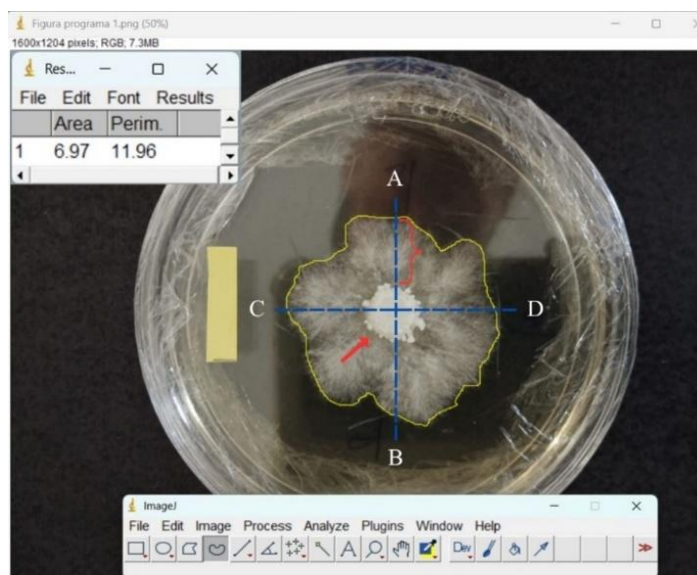 Figura programa 1.png (50%)
1600x1204 pixels; RGB; 7.3MB
Res...
File Edit Font Results
Area Perim.
1 6.97 11.96
A
C D
B
ImageJ
File Edit Image Process Analyze Plugins Window Help
A Dev